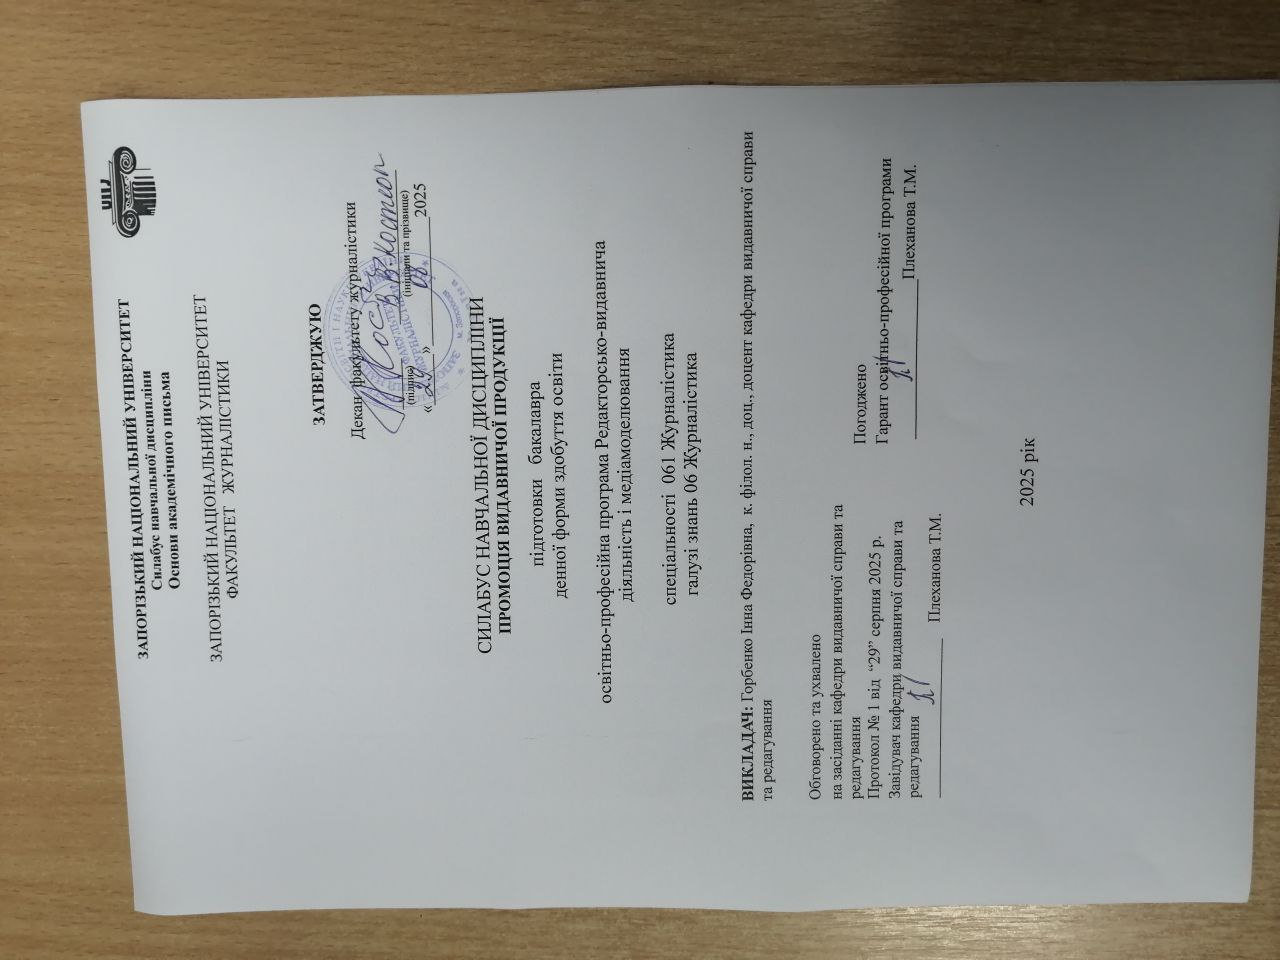 ЗАПОРІЗЬКИЙ НАЦІОНАЛЬНИЙ УНІВЕРСИТЕТ
Силабус навчальної дисципліни
Основи академічного письма
ЗАПОРІЗЬКИЙ НАЦІОНАЛЬНИЙ УНІВЕРСИТЕТ
ФАКУЛЬТЕТ ЖУРНАЛІСТИКИ
ЗАТВЕРДЖУЮ
Декан факультету журналістики
В. Костюк
(підпис) (ініціали та прізвище)
« 29 » 08 2025
СИЛАБУС НАВЧАЛЬНОЇ ДИСЦИПЛІНИ
ПРОМОЦІЯ ВИДАВНИЧОЇ ПРОДУКЦІЇ
підготовки бакалавра
денної форми здобуття освіти
освітньо-професійна програма Редакторсько-видавнича
діяльність і медіамоделювання
спеціальності 061 Журналістика
галузі знань 06 Журналістика
ВИКЛАДАЧ: Горбенко Інна Федорівна, к. філол. н., доц., доцент кафедри видавничої справи
та редагування
Обговорено та ухвалено
на засіданні кафедри видавничої справи та
редагування
Протокол № 1 від “29” серпня 2025 р.
Завідувач кафедри видавничої справи та
редагування
Плеханова Т.М.
Погоджено
Гарант освітньо-професійної програми
Плеханова Т.М.
2025 рік